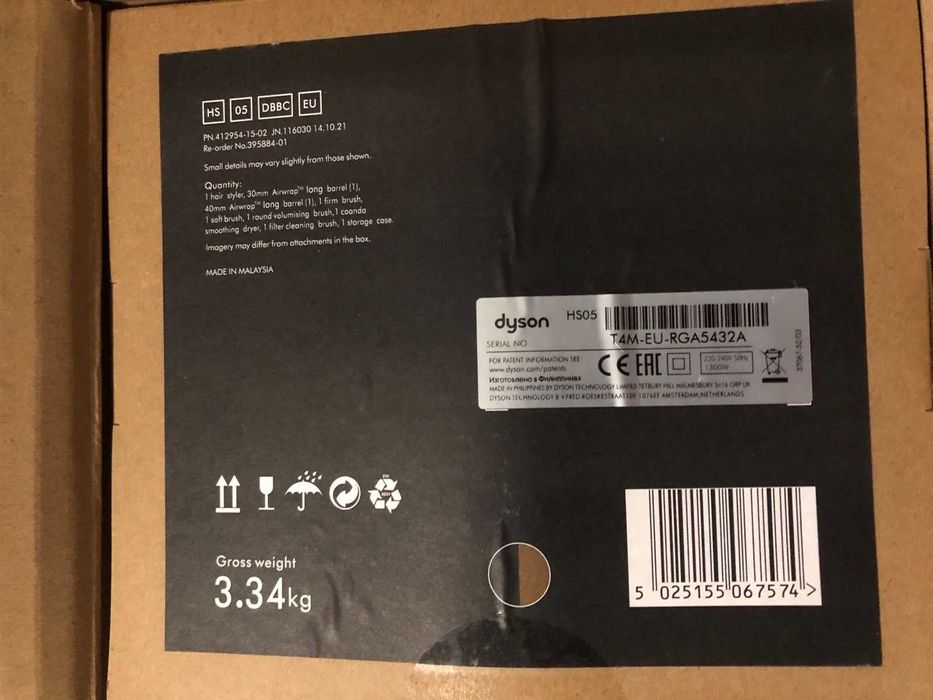 HS 05 DBBC EU
PN.412954-15-02 JN.116030 14.10.21
Re-order No.395884-01
Small details may vary slightly from those shown.
Quantity:
1 hair styler, 30mm Airwrap™ long barrel (1),
40mm Airwrap™ long barrel (1), 1 firm brush,
1 soft brush, 1 round volumising brush,1 coanda
smoothing dryer, 1 filter cleaning brush, 1 storage case.
Imagery may differ from attachments in the box.
MADE IN MALAYSIA
dyson HS05
SERIAL NO T4M-EU-RGA5432A
FOR PATENT INFORMATION SEE
www.dyson.com/patents
CE EAC
220-240V 50Hz
1300W
Изготовлено в Филиппинах
MADE IN PHILIPPINES BY DYSON TECHNOLOGY LIMITED TETBURY HILL MALMESBURY SN16 ORP UK
DYSON TECHNOLOGY B V FRED ROESKESTRAAT109 1076EE AMSTERDAM,NETHERLANDS
Gross weight
3.34kg
5 025155 067574 >